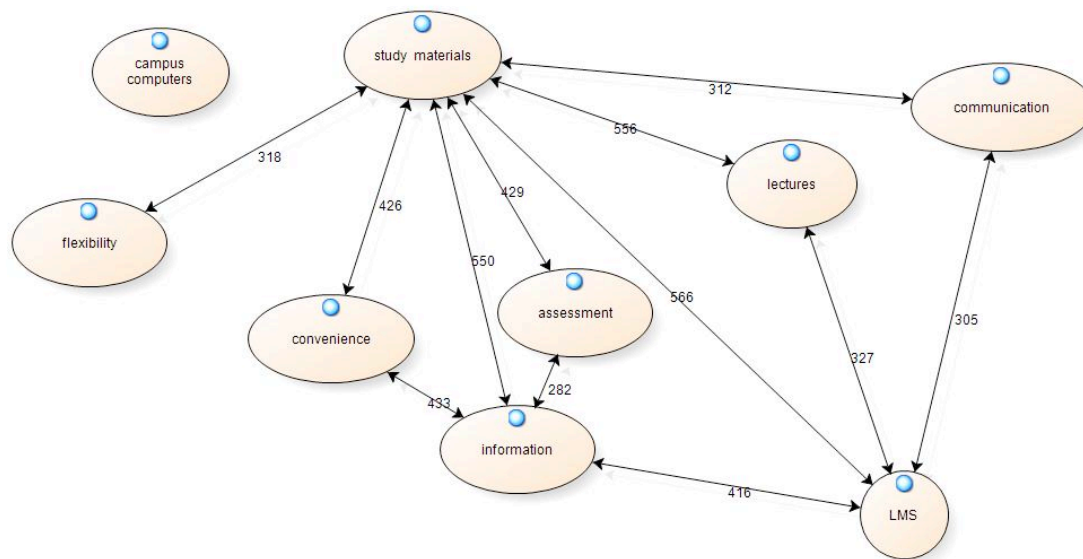 campus
computers
study materials
communication
312
556
lectures
318
429
426
flexibility
550
566
assessment
305
convenience
327
282
433
information
416
LMS